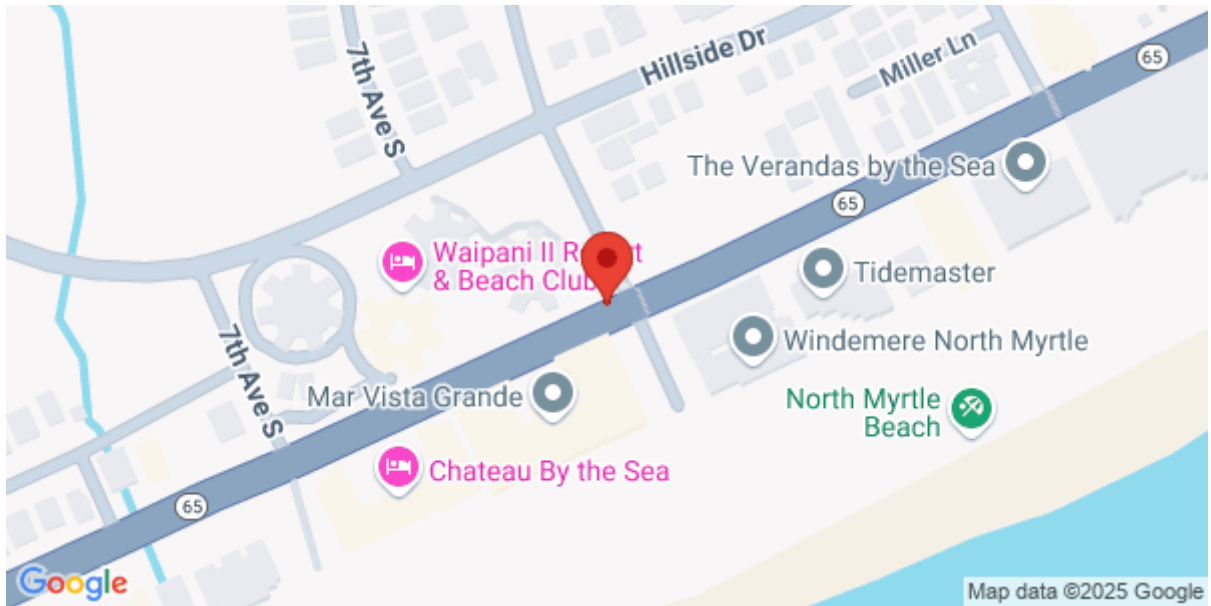 7th Ave S
Hillside Dr
Miller Ln
65
The Verandas by the Sea
65
Waipani II
& Beach Club
Tidemaster
Windemere North Myrtle
7th Ave S
Mar Vista Grande
North Myrtle
Beach
Chateau By the Sea
65
Google
Map data ©2025 Google